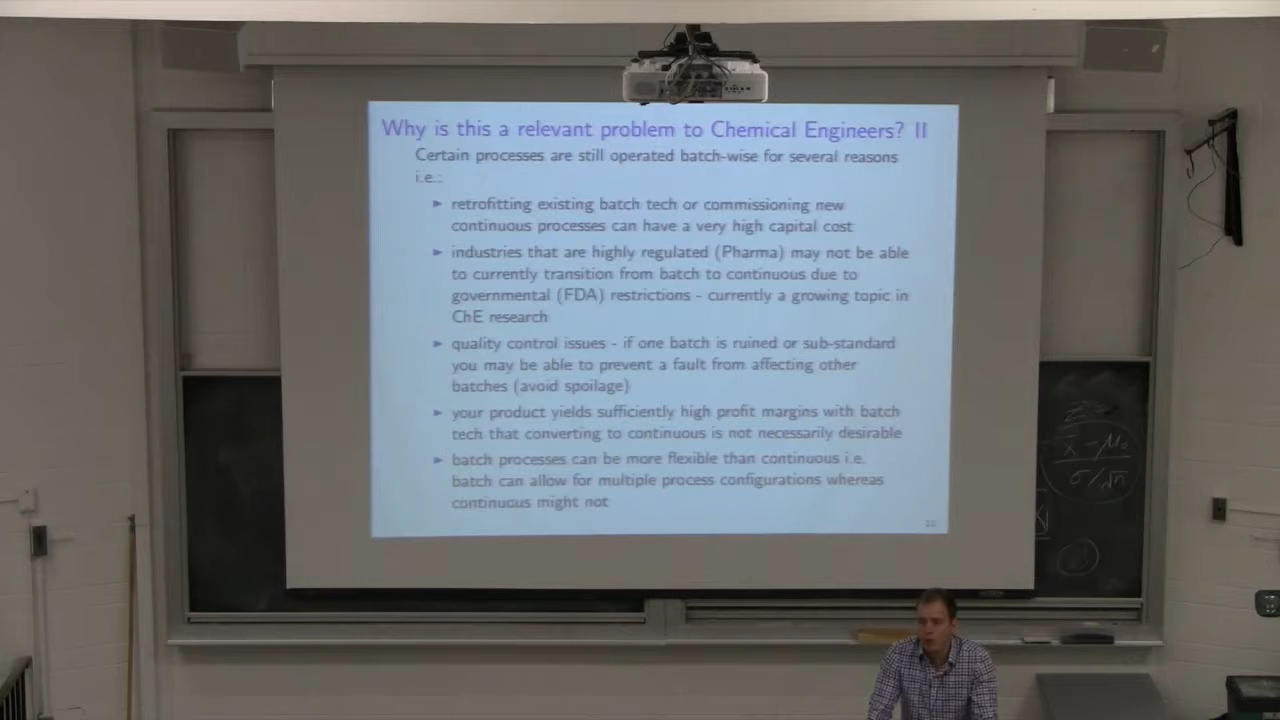 Why is this a relevant problem to Chemical Engineers? II
Certain processes are still operated batch-wise for several reasons
i.e.:
▶ retrofitting existing batch tech or commissioning new
continuous processes can have a very high capital cost
▶ industries that are highly regulated (Pharma) may not be able
to currently transition from batch to continuous due to
governmental (FDA) restrictions - currently a growing topic in
ChE research
▶ quality control issues - if one batch is ruined or sub-standard
you may be able to prevent a fault from affecting other
batches (avoid spoilage)
▶ your product yields sufficiently high profit margins with batch
tech that converting to continuous is not necessarily desirable
▶ batch processes can be more flexible than continuous i.e.
batch can allow for multiple process configurations whereas
continuous might not
x̄ - μ₀
σ/√n